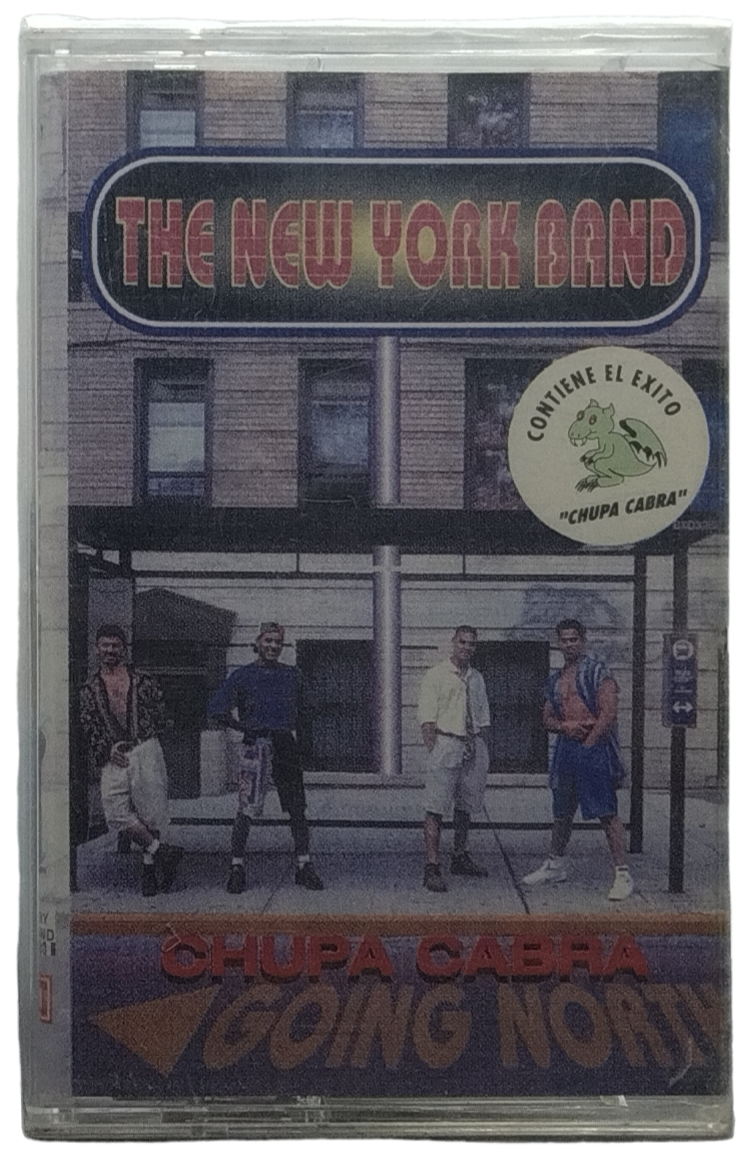 THE NEW YORK BAND
CONTIENE EL EXITO
"CHUPA CABRA"
CHUPA CABRA
GOING NORTH